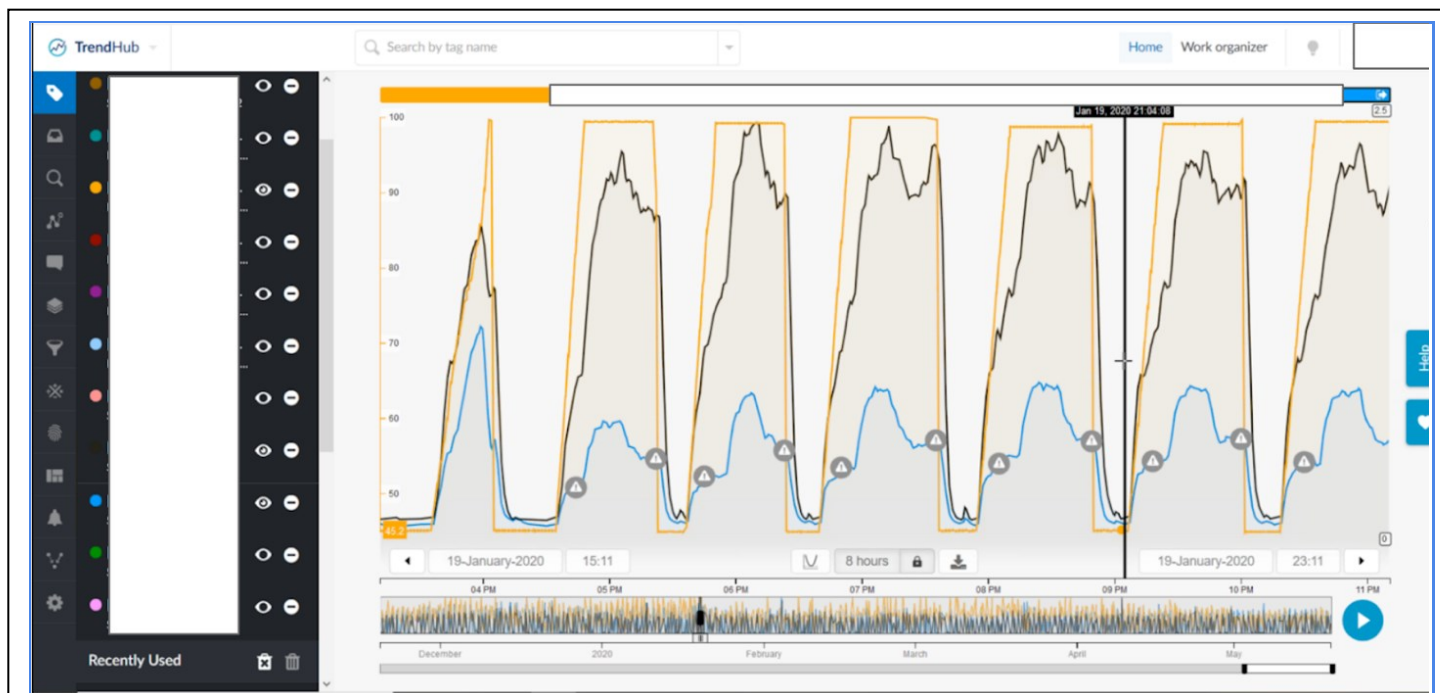 TrendHub
Search by tag name
Home
Work organizer
Jan 19, 2020 21:04:08
2.5
100
90
80
70
60
50
45.2
0
19-January-2020
15:11
8 hours
19-January-2020
23:11
04 PM
05 PM
06 PM
07 PM
08 PM
09 PM
10 PM
11 PM
December
2020
February
March
April
May
Recently Used
Help